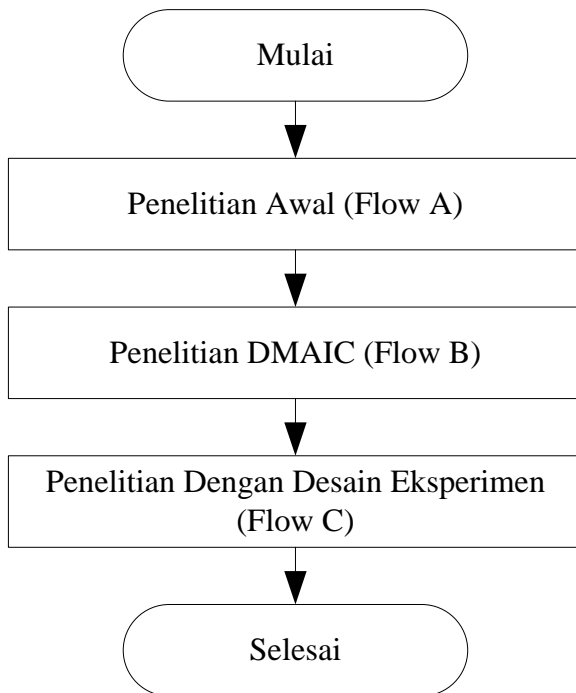 Mulai
Penelitian Awal (Flow A)
Penelitian DMAIC (Flow B)
Penelitian Dengan Desain Eksperimen
(Flow C)
Selesai